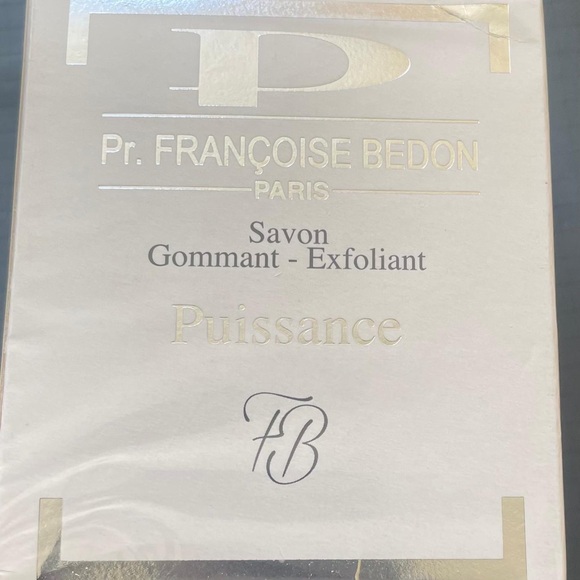 P
Pr. FRANÇOISE BEDON
PARIS
Savon
Gommant - Exfoliant
Puissance
FB